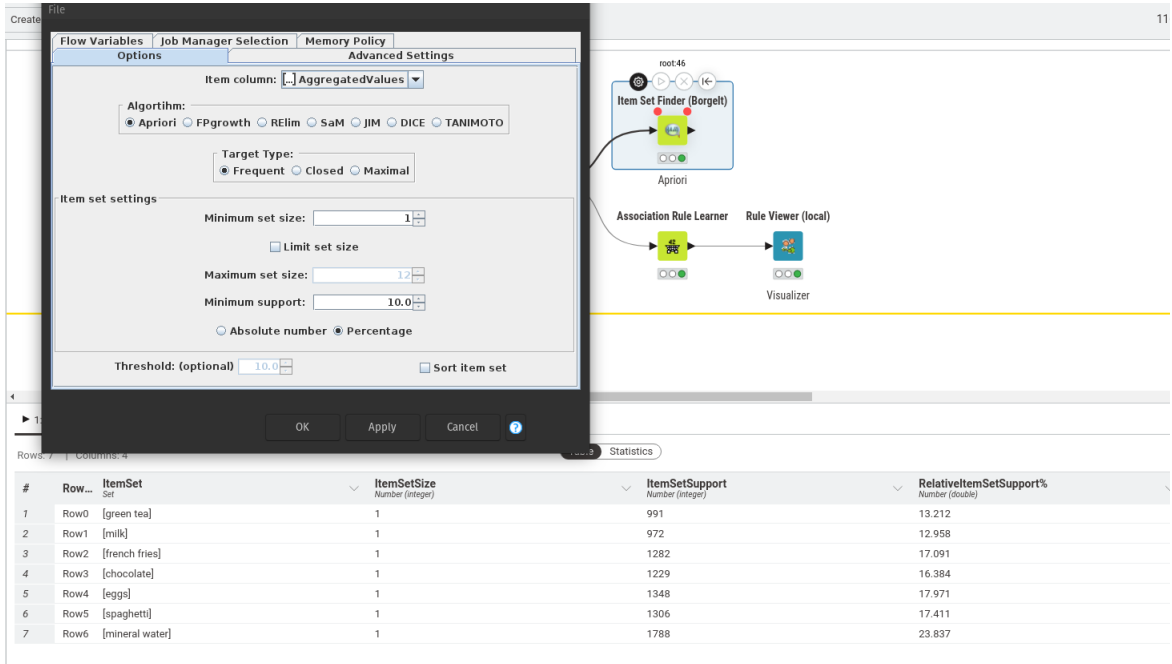 Create
File
11
Flow Variables Job Manager Selection Memory Policy
Options Advanced Settings
Item column: [...] AggregatedValues
Algortihm:
Apriori FPgrowth RElim SaM JIM DICE TANIMOTO
Target Type:
Frequent Closed Maximal
Item set settings
Minimum set size: 1
Limit set size
Maximum set size: 12
Minimum support: 10.0
Absolute number Percentage
Threshold: (optional) 10.0 Sort item set
OK Apply Cancel ?
root:46
Item Set Finder (Borgelt)
Apriori
Association Rule Learner Rule Viewer (local)
Visualizer
1:
Rows: 7 | Columns: 4 Table Statistics
# Row... ItemSet ItemSetSize ItemSetSupport RelativeItemSetSupport%
Set Number (integer) Number (integer) Number (double)
1 Row0 [green tea] 1 991 13.212
2 Row1 [milk] 1 972 12.958
3 Row2 [french fries] 1 1282 17.091
4 Row3 [chocolate] 1 1229 16.384
5 Row4 [eggs] 1 1348 17.971
6 Row5 [spaghetti] 1 1306 17.411
7 Row6 [mineral water] 1 1788 23.837